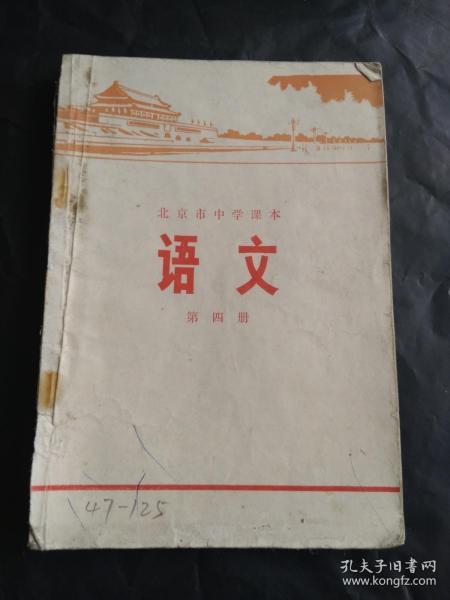 北京市中学课本
语文
第四册
47-125
孔夫子旧书网
www.kongfz.com